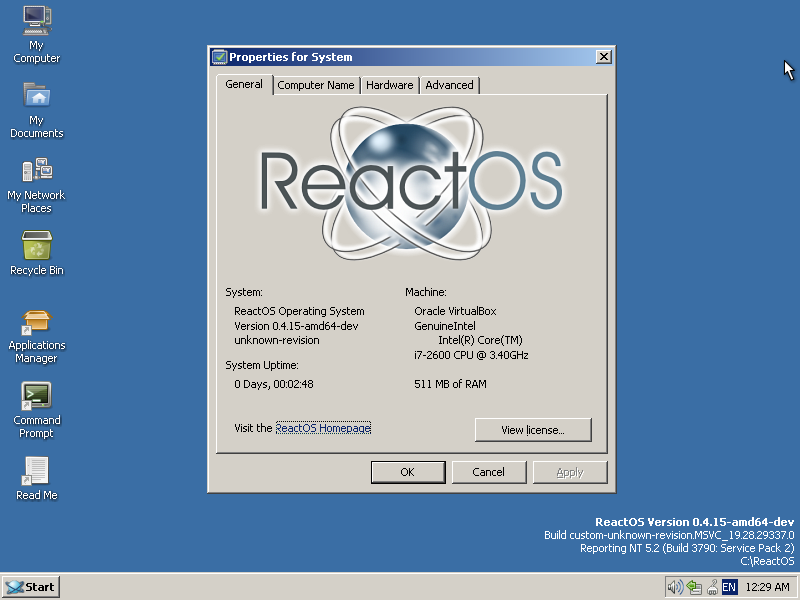 My
Computer
My
Documents
My Network
Places
Recycle Bin
Applications
Manager
Command
Prompt
Read Me
Properties for System
General
Computer Name
Hardware
Advanced
ReactOS
System:
ReactOS Operating System
Version 0.4.15-amd64-dev
unknown-revision
System Uptime:
0 Days, 00:02:48
Machine:
Oracle VirtualBox
GenuineIntel
Intel(R) Core(TM)
i7-2600 CPU @ 3.40GHz
511 MB of RAM
Visit the ReactOS Homepage
View license...
OK
Cancel
Apply
ReactOS Version 0.4.15-amd64-dev
Build custom-unknown-revision.MSVC_19.28.29337.0
Reporting NT 5.2 (Build 3790: Service Pack 2)
C:\ReactOS
Start
EN
12:29 AM